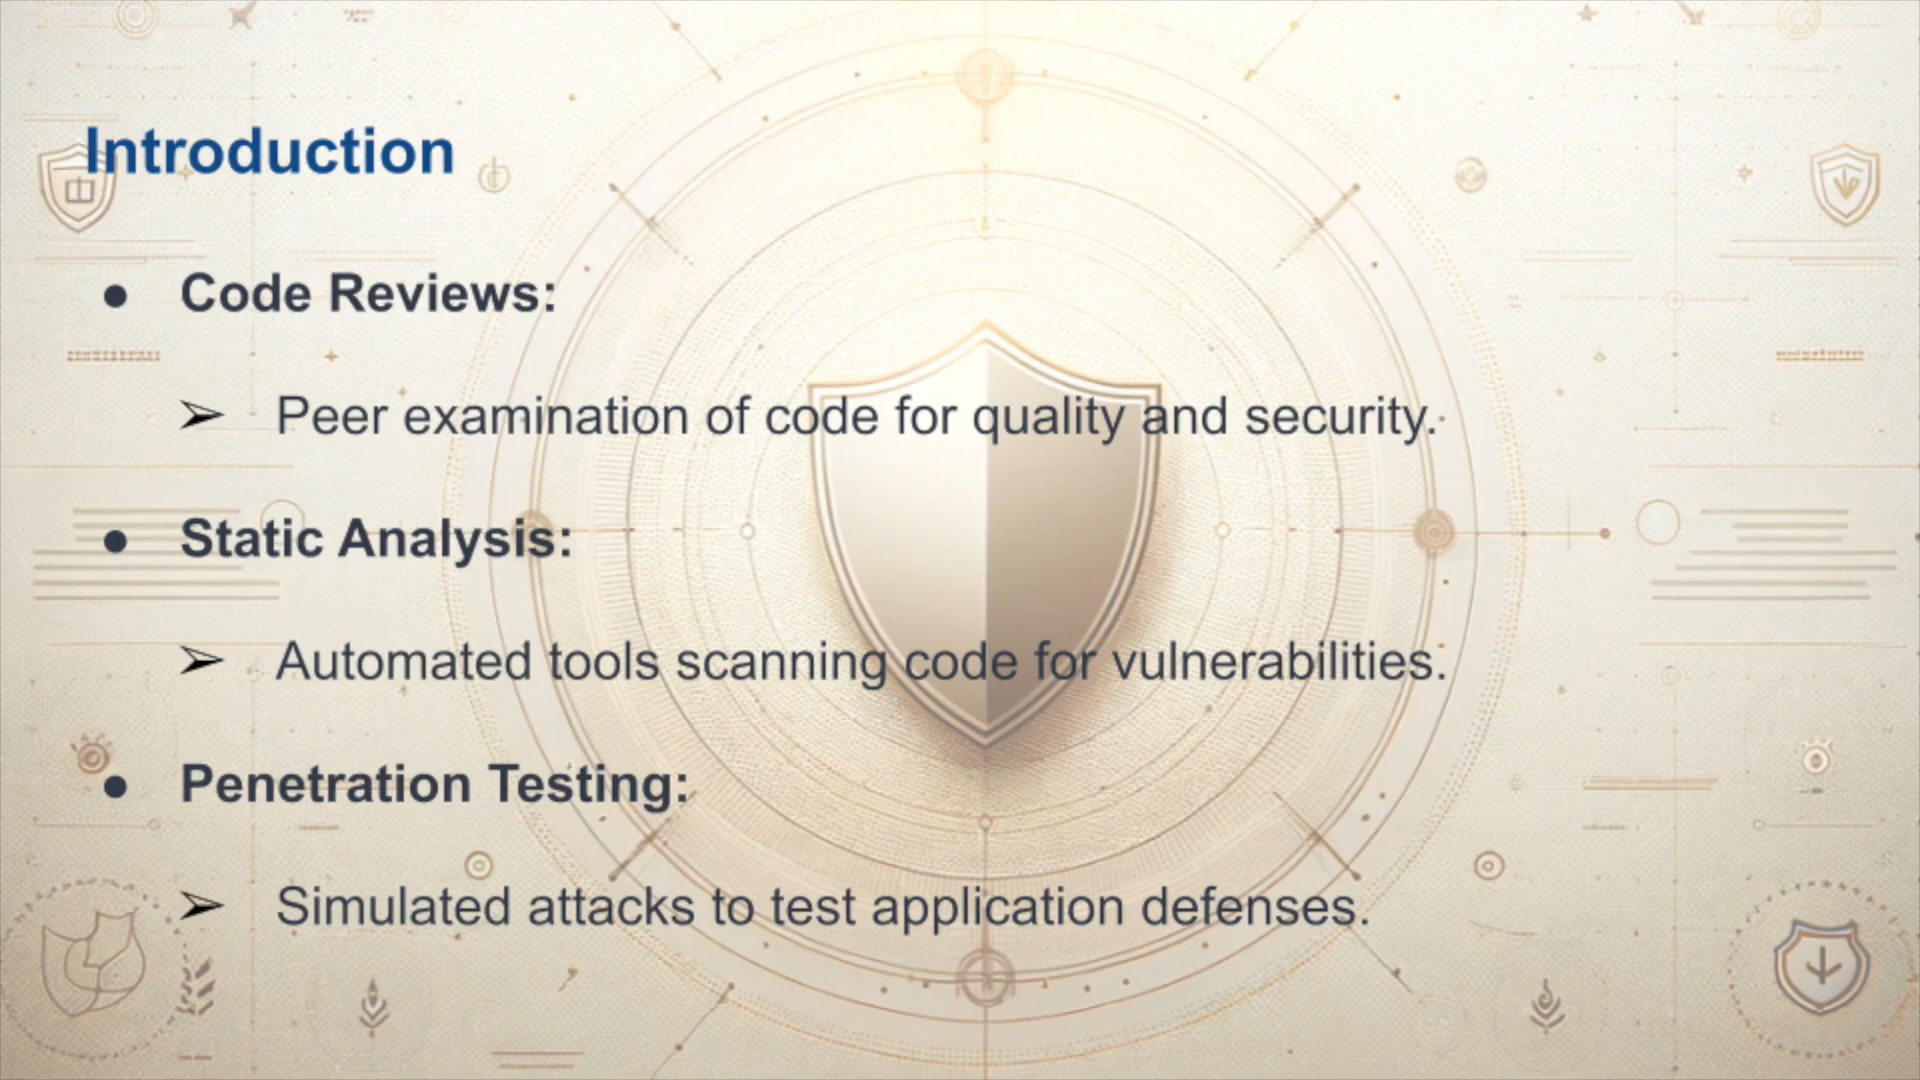 Introduction
● Code Reviews:
➢ Peer examination of code for quality and security.
● Static Analysis:
➢ Automated tools scanning code for vulnerabilities.
● Penetration Testing:
➢ Simulated attacks to test application defenses.